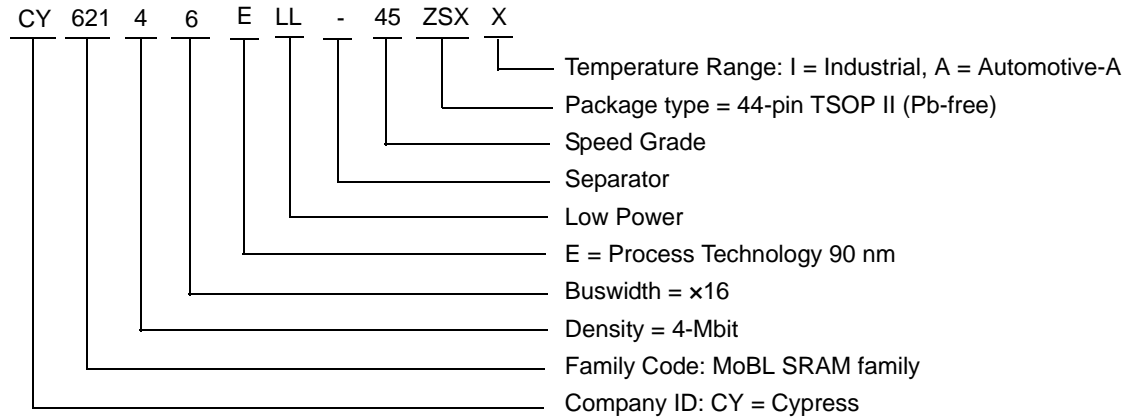 CY 621 4 6 E LL - 45 ZSX X
Temperature Range: I = Industrial, A = Automotive-A
Package type = 44-pin TSOP II (Pb-free)
Speed Grade
Separator
Low Power
E = Process Technology 90 nm
Buswidth = ×16
Density = 4-Mbit
Family Code: MoBL SRAM family
Company ID: CY = Cypress